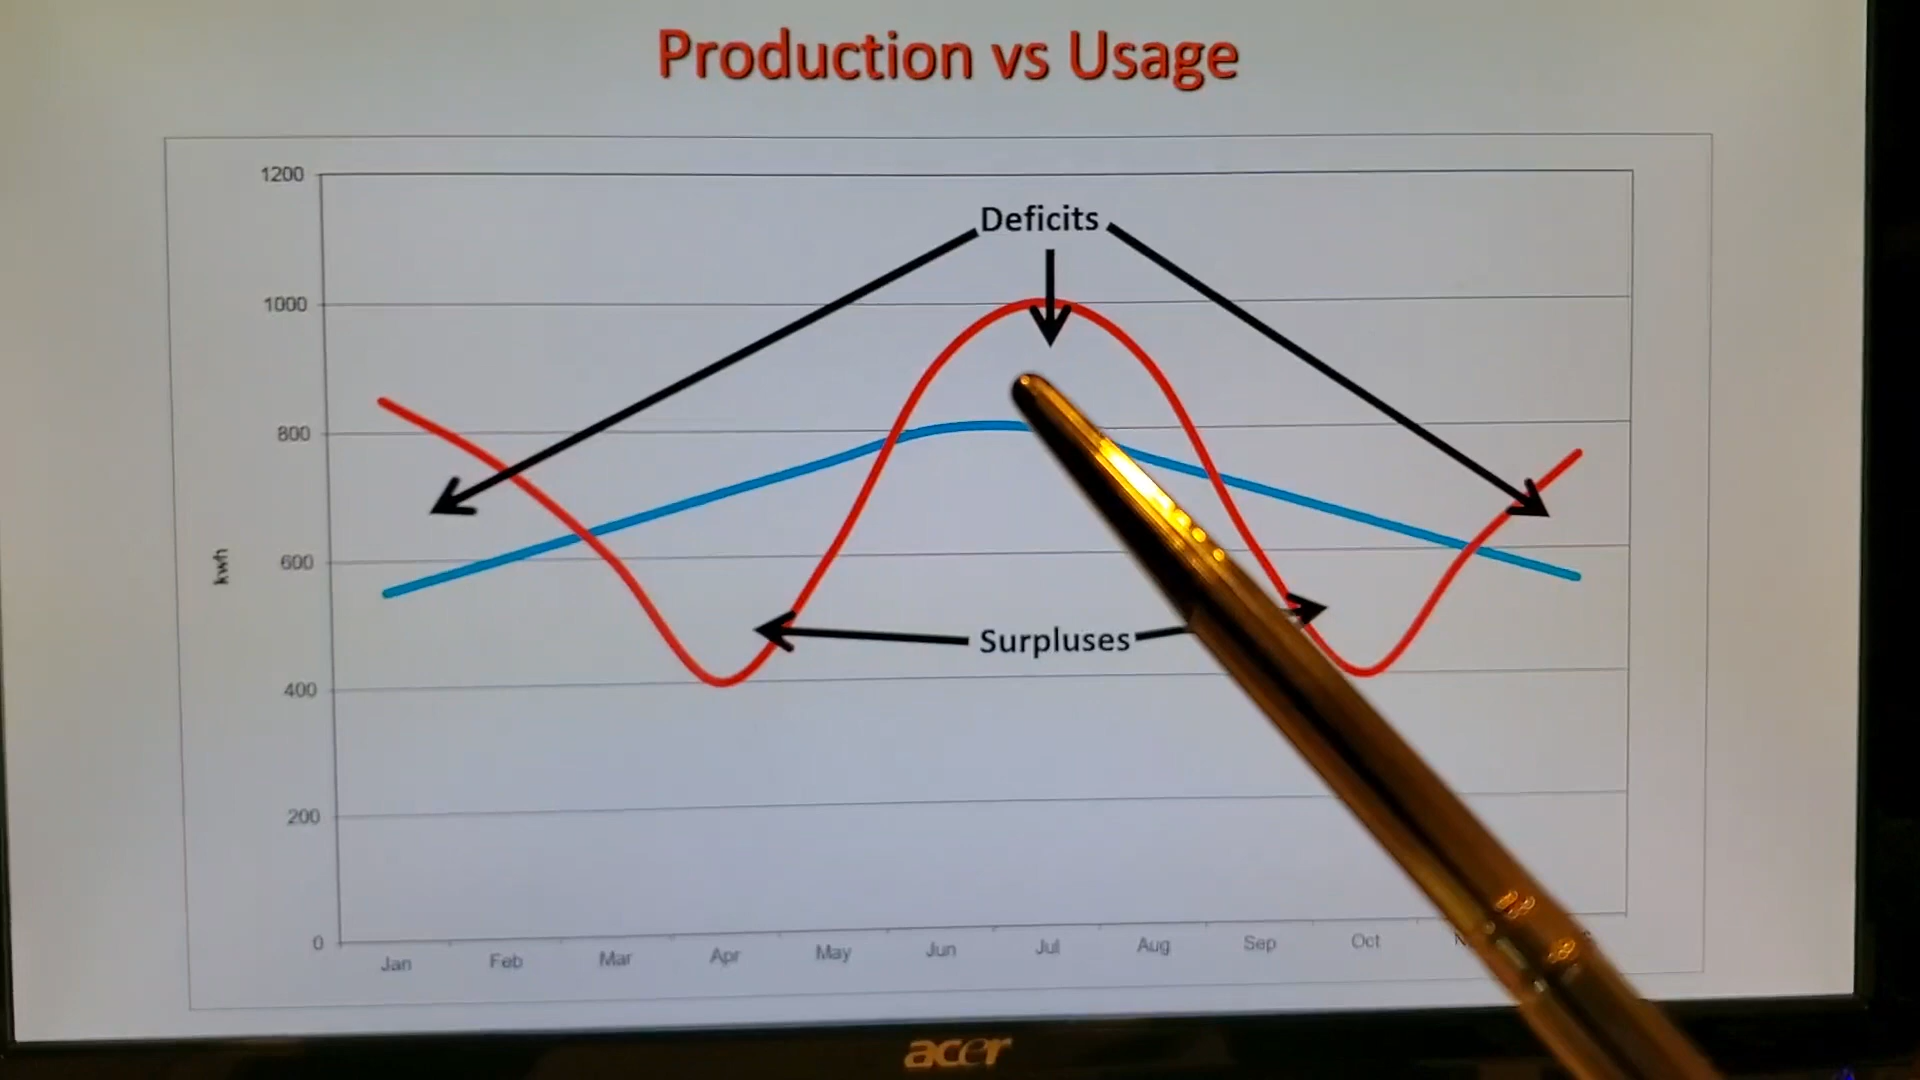 Production vs Usage
1200
Deficits
1000
800
600
kwh
Surpluses
400
200
0
Jan Feb Mar Apr May Jun Jul Aug Sep Oct
acer